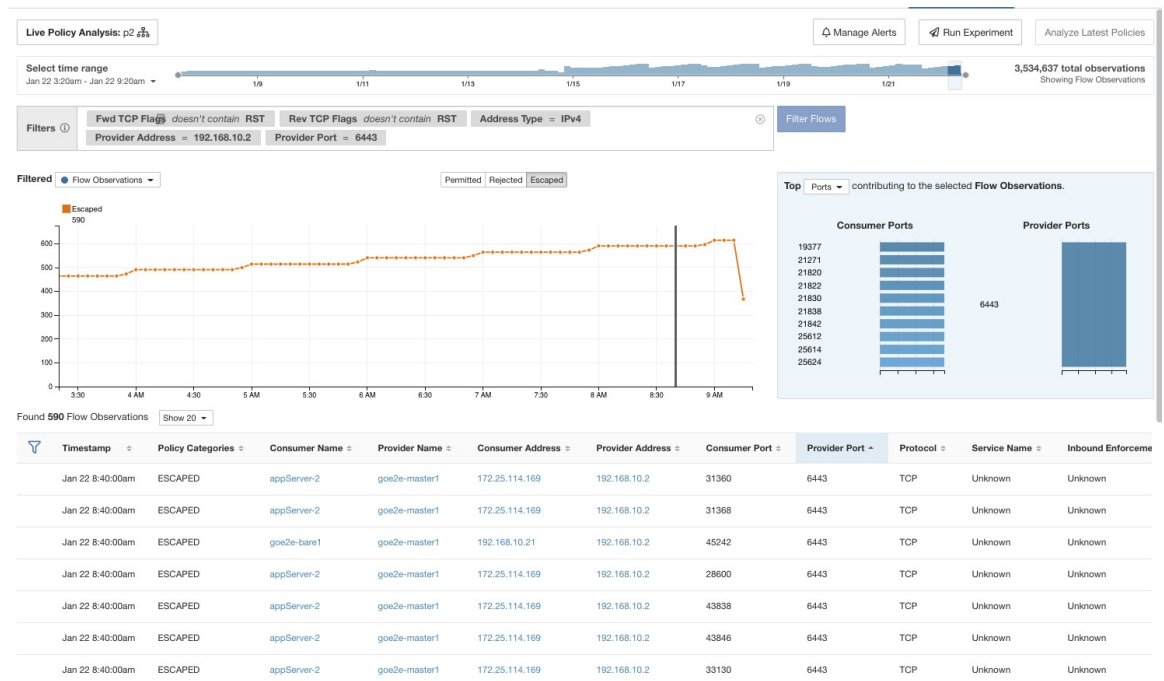 Live Policy Analysis: p2
Manage Alerts
Run Experiment
Analyze Latest Policies
Select time range
Jan 22 3:20am - Jan 22 9:20am
1/9 1/11 1/13 1/15 1/17 1/19 1/21
3,534,637 total observations
Showing Flow Observations
Filters
Fwd TCP Flags doesn't contain RST
Rev TCP Flags doesn't contain RST
Address Type = IPv4
Provider Address = 192.168.10.2
Provider Port = 6443
Filter Flows
Filtered
Flow Observations
Permitted Rejected Escaped
Escaped
590
600
500
400
300
200
100
0
3:30 4 AM 4:30 5 AM 5:30 6 AM 6:30 7 AM 7:30 8 AM 8:30 9 AM
Top Ports contributing to the selected Flow Observations.
Consumer Ports
19377
21271
21820
21822
21830
21838
21842
25612
25614
25624
Provider Ports
6443
Found 590 Flow Observations Show 20
Timestamp Policy Categories Consumer Name Provider Name Consumer Address Provider Address Consumer Port Provider Port Protocol Service Name Inbound Enforceme
Jan 22 8:40:00am ESCAPED appServer-2 goe2e-master1 172.25.114.169 192.168.10.2 31360 6443 TCP Unknown Unknown
Jan 22 8:40:00am ESCAPED appServer-2 goe2e-master1 172.25.114.169 192.168.10.2 31368 6443 TCP Unknown Unknown
Jan 22 8:40:00am ESCAPED goe2e-bare1 goe2e-master1 192.168.10.21 192.168.10.2 45242 6443 TCP Unknown Unknown
Jan 22 8:40:00am ESCAPED appServer-2 goe2e-master1 172.25.114.169 192.168.10.2 28600 6443 TCP Unknown Unknown
Jan 22 8:40:00am ESCAPED appServer-2 goe2e-master1 172.25.114.169 192.168.10.2 43838 6443 TCP Unknown Unknown
Jan 22 8:40:00am ESCAPED appServer-2 goe2e-master1 172.25.114.169 192.168.10.2 43846 6443 TCP Unknown Unknown
Jan 22 8:40:00am ESCAPED appServer-2 goe2e-master1 172.25.114.169 192.168.10.2 33130 6443 TCP Unknown Unknown